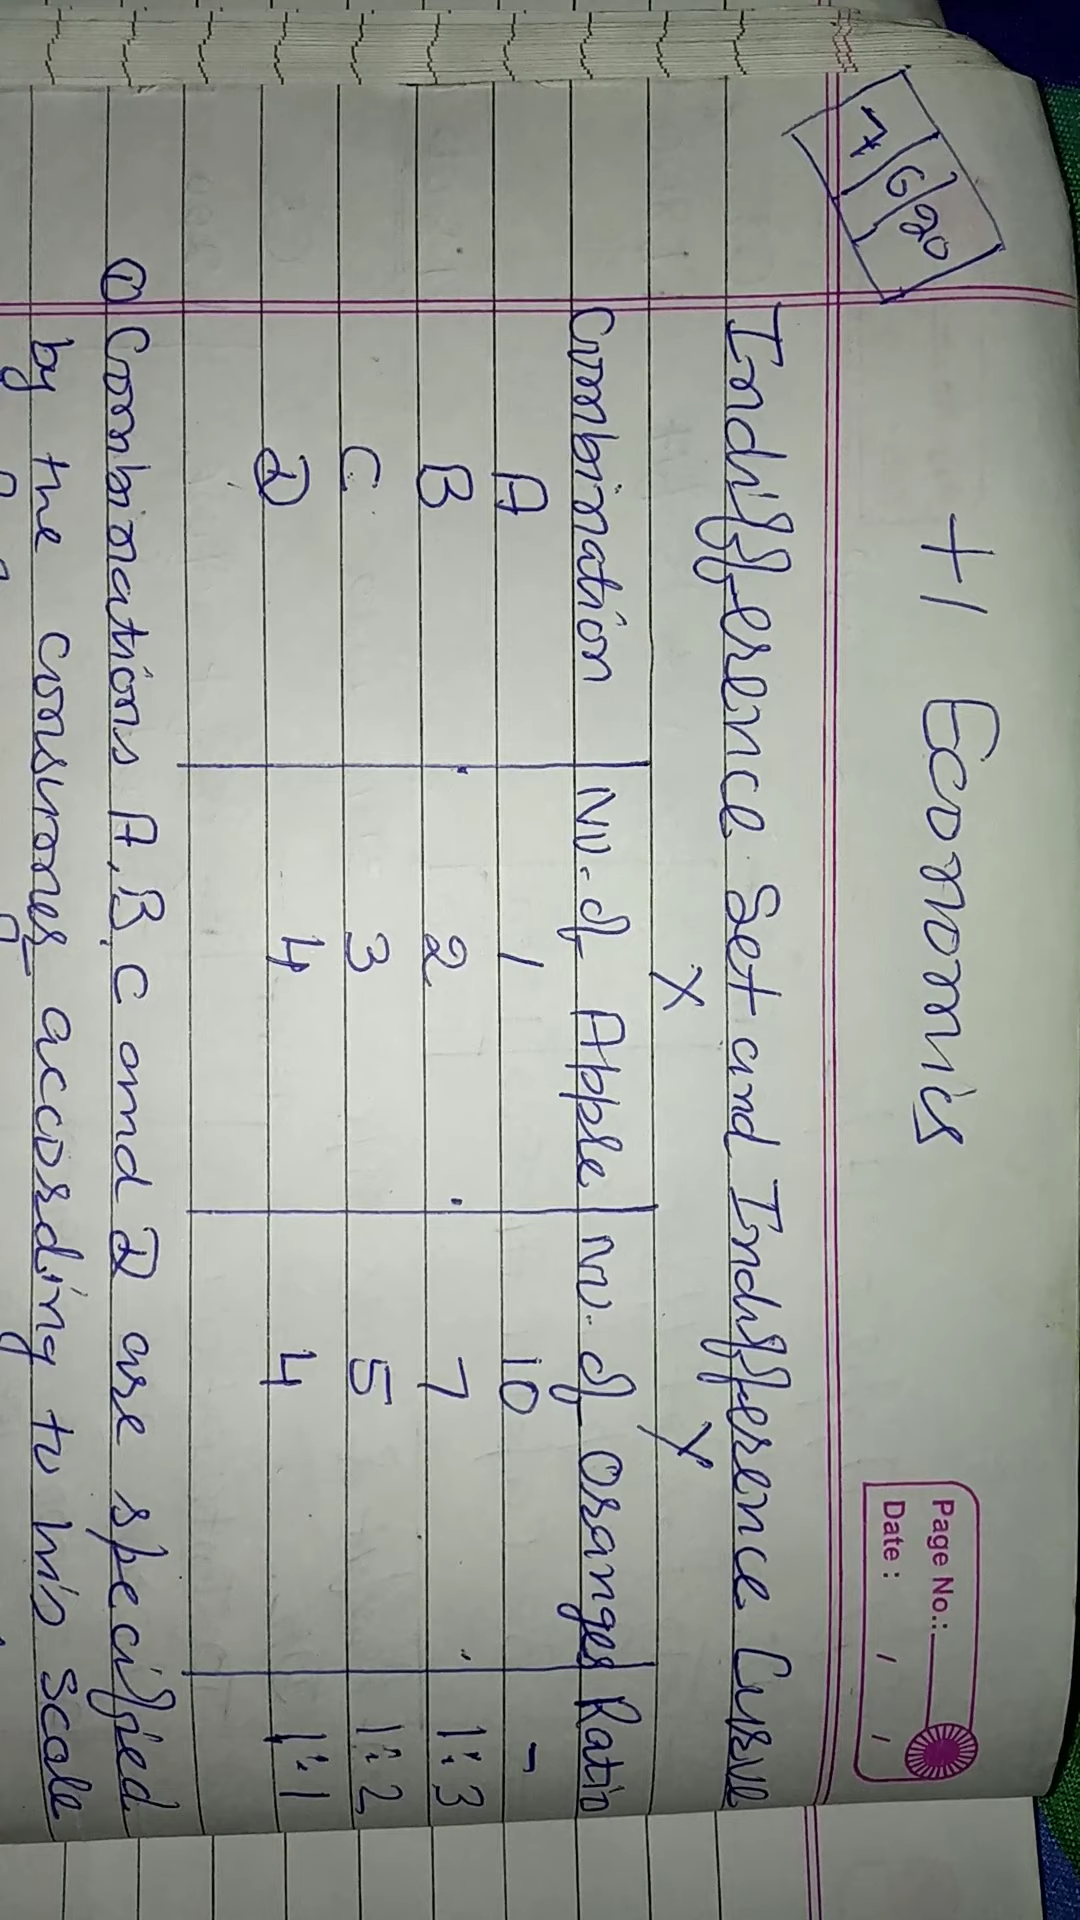 7/6/20
+1 Economics
Page No.:
Date : / /
Indifference Set and Indifference Curve
X Y
Combination No. of Apple No. of Oranges Ratio
A 1 10 -
B 2 7 1:3
C 3 5 1:2
D 4 4 1:1
① Combinations A, B, C and D are specified
by the consumer according to his scale